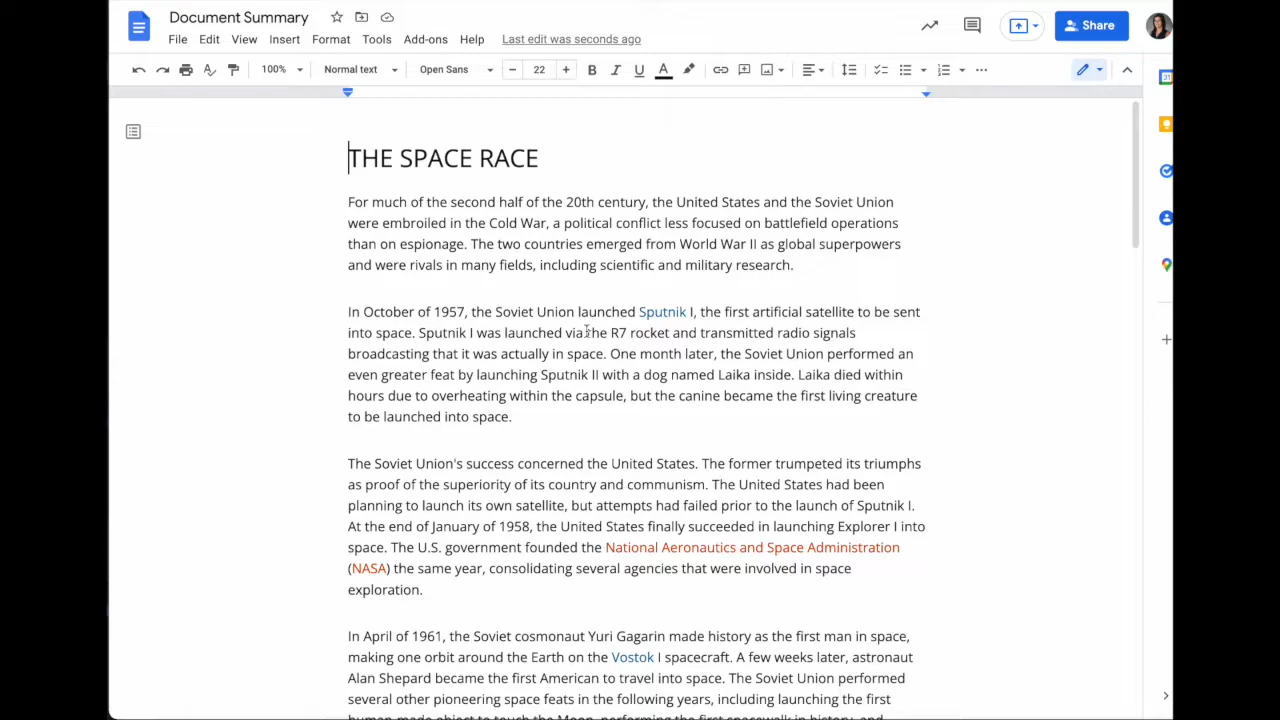 Document Summary
File Edit View Insert Format Tools Add-ons Help Last edit was seconds ago
Share
100% Normal text Open Sans 22 B I U A
31
THE SPACE RACE
For much of the second half of the 20th century, the United States and the Soviet Union
were embroiled in the Cold War, a political conflict less focused on battlefield operations
than on espionage. The two countries emerged from World War II as global superpowers
and were rivals in many fields, including scientific and military research.
In October of 1957, the Soviet Union launched Sputnik I, the first artificial satellite to be sent
into space. Sputnik I was launched via the R7 rocket and transmitted radio signals
broadcasting that it was actually in space. One month later, the Soviet Union performed an
even greater feat by launching Sputnik II with a dog named Laika inside. Laika died within
hours due to overheating within the capsule, but the canine became the first living creature
to be launched into space.
The Soviet Union's success concerned the United States. The former trumpeted its triumphs
as proof of the superiority of its country and communism. The United States had been
planning to launch its own satellite, but attempts had failed prior to the launch of Sputnik I.
At the end of January of 1958, the United States finally succeeded in launching Explorer I into
space. The U.S. government founded the National Aeronautics and Space Administration
(NASA) the same year, consolidating several agencies that were involved in space
exploration.
In April of 1961, the Soviet cosmonaut Yuri Gagarin made history as the first man in space,
making one orbit around the Earth on the Vostok I spacecraft. A few weeks later, astronaut
Alan Shepard became the first American to travel into space. The Soviet Union performed
several other pioneering space feats in the following years, including launching the first
human-made object to touch the Moon, performing the first spacewalk in history, and